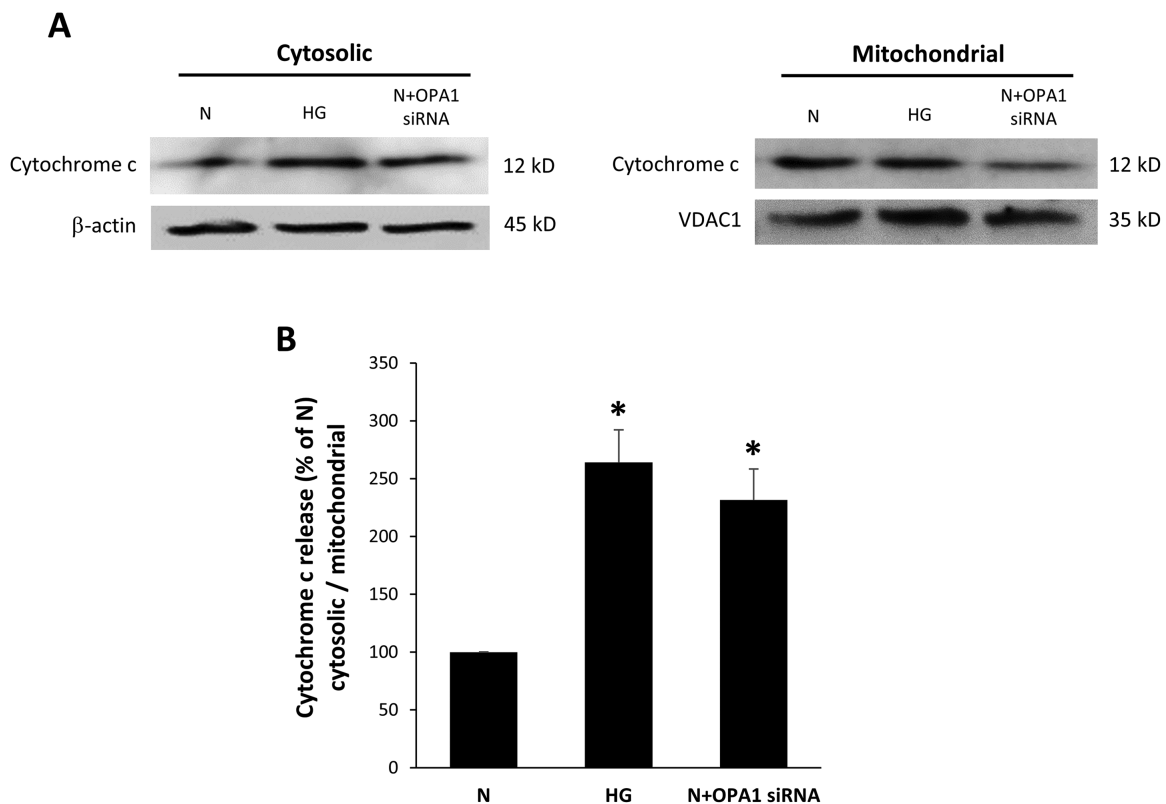 A
Cytosolic
N HG N+OPA1
siRNA
Cytochrome c 12 kD
β-actin 45 kD
Mitochondrial
N HG N+OPA1
siRNA
Cytochrome c 12 kD
VDAC1 35 kD
B
Cytochrome c release (% of N)
cytosolic / mitochondrial
350
300
250
200
150
100
50
0
*
*
N HG N+OPA1 siRNA